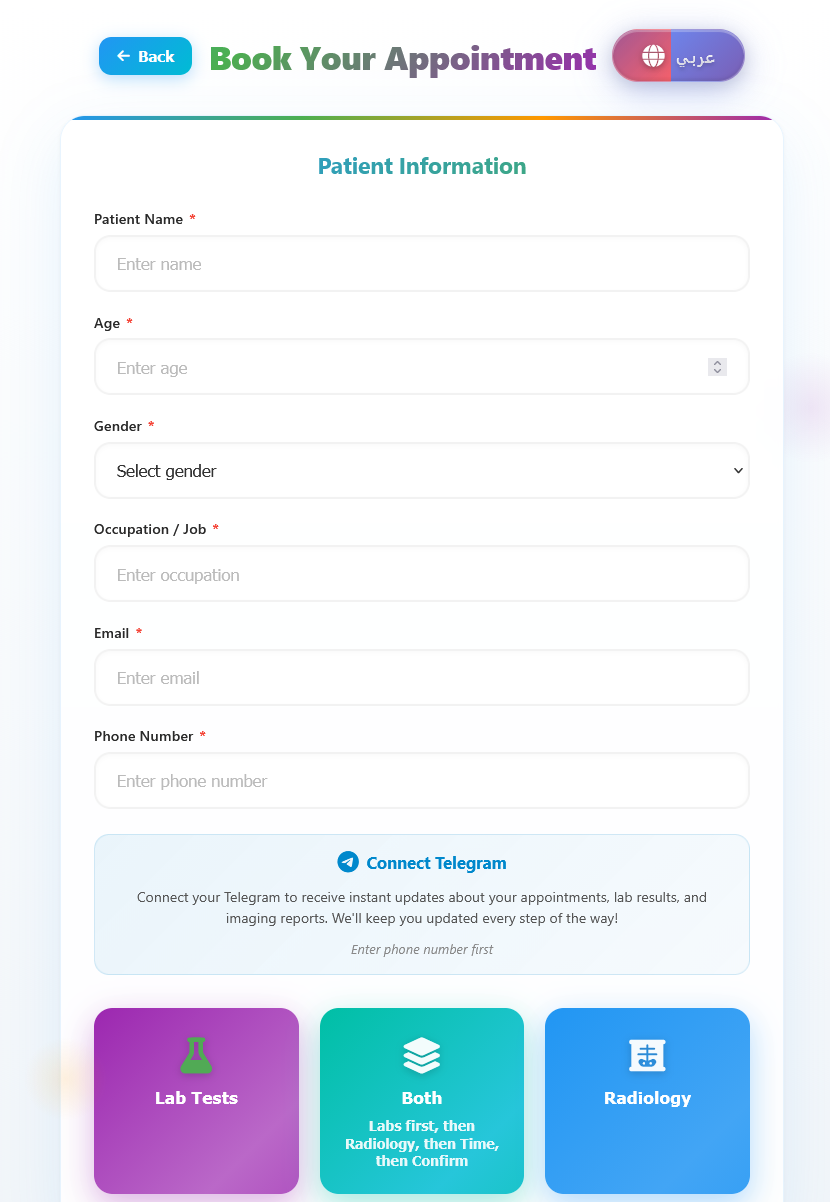 Back
Book Your Appointment
عربي
Patient Information
Patient Name *
Enter name
Age *
Enter age
Gender *
Select gender
Occupation / Job *
Enter occupation
Email *
Enter email
Phone Number *
Enter phone number
Connect Telegram
Connect your Telegram to receive instant updates about your appointments, lab results, and
imaging reports. We'll keep you updated every step of the way!
Enter phone number first
Lab Tests
Both
Labs first, then
Radiology, then Time,
then Confirm
Radiology